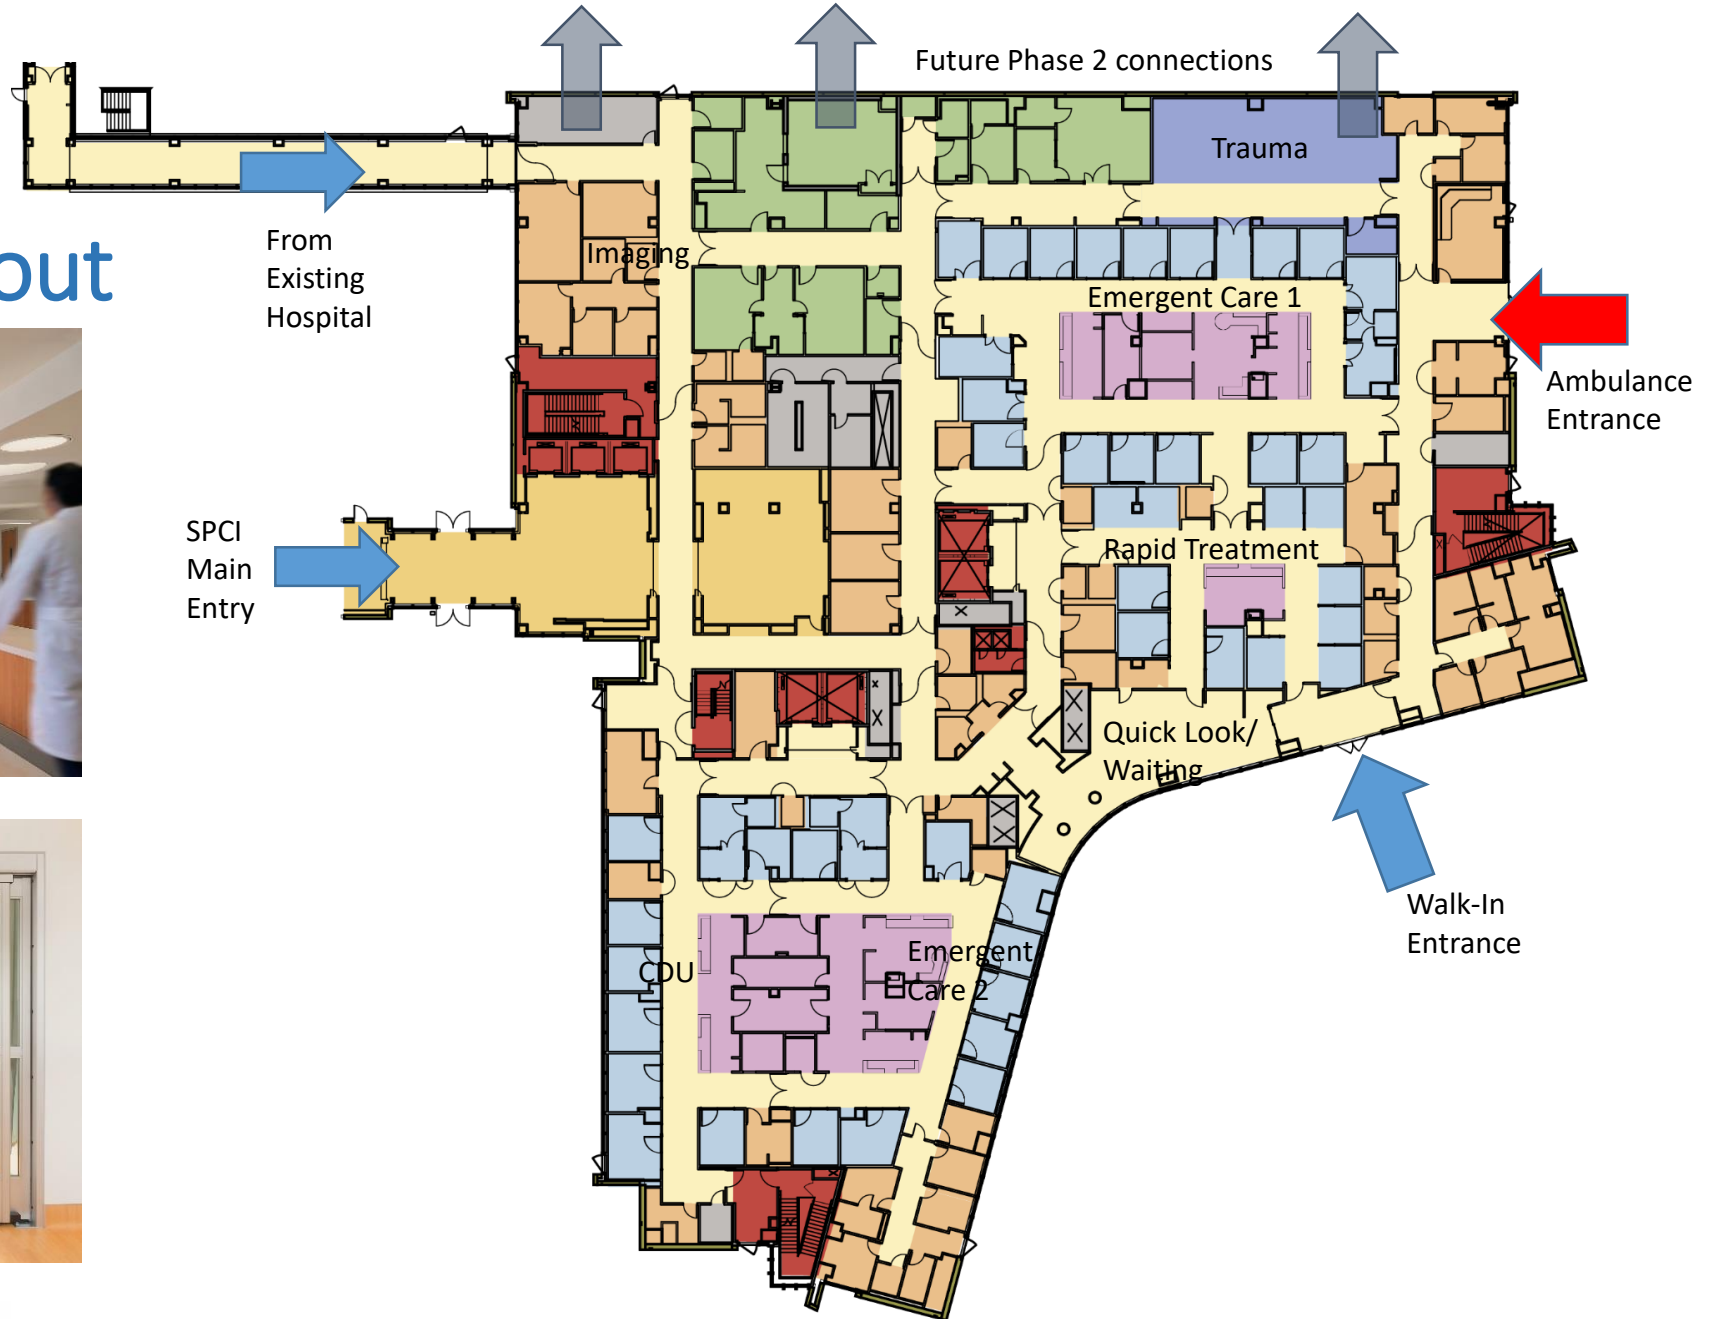 Future Phase 2 connections
Trauma
From
Existing
Hospital
Imaging
out
Emergent Care 1
Ambulance
Entrance
SPCI
Main
Entry
Rapid Treatment
Quick Look/
Waiting
Walk-In
Entrance
CDU
Emergent
Care 2